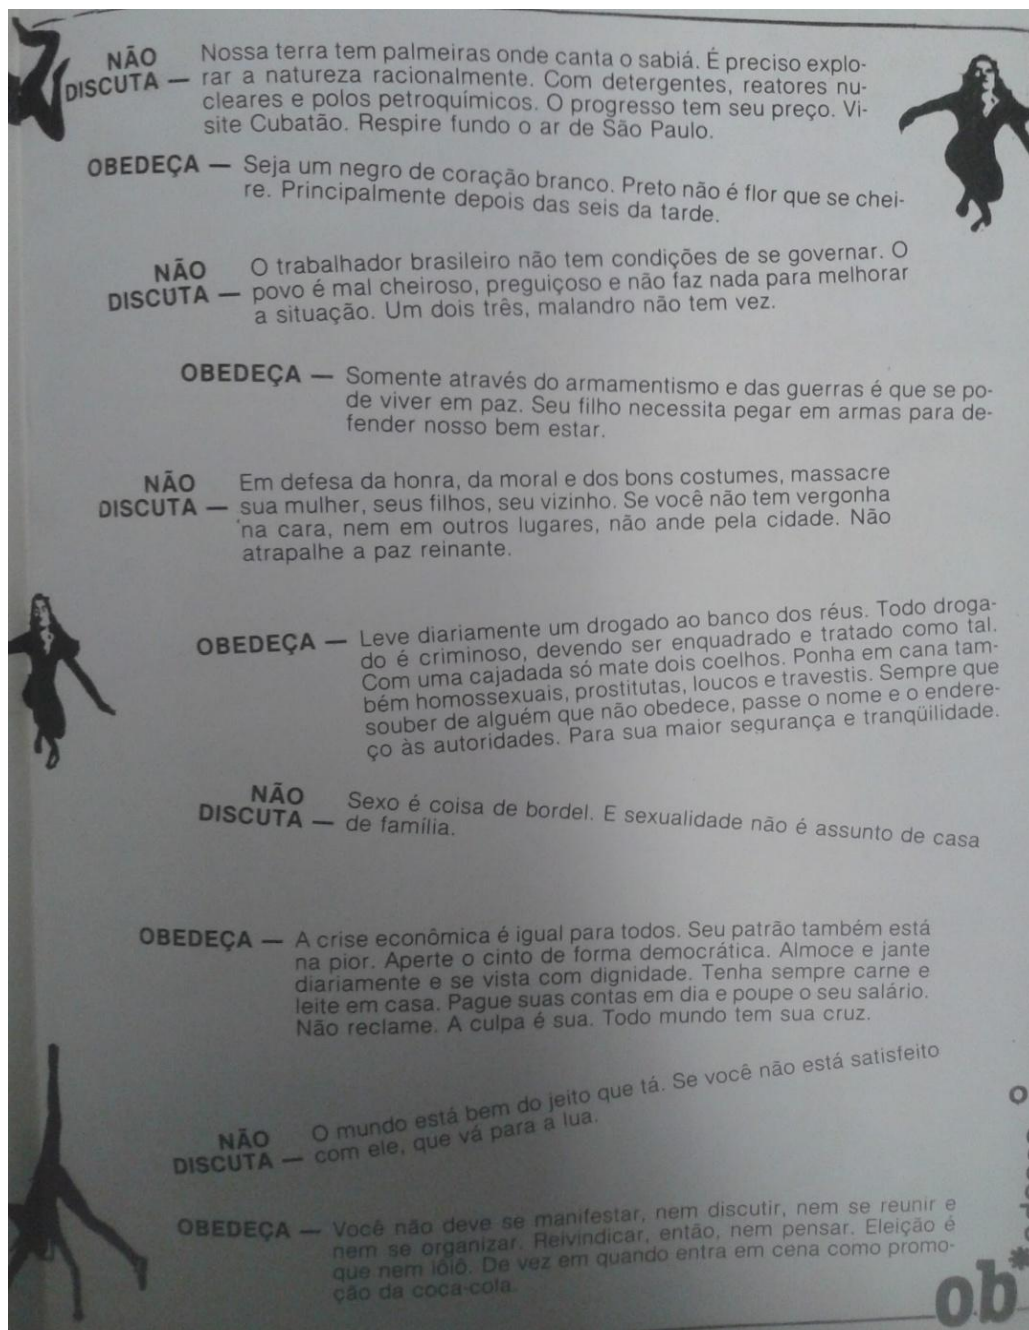 NÃO
DISCUTA — Nossa terra tem palmeiras onde canta o sabiá. É preciso explo-
rar a natureza racionalmente. Com detergentes, reatores nu-
cleares e polos petroquímicos. O progresso tem seu preço. Vi-
site Cubatão. Respire fundo o ar de São Paulo.
OBEDEÇA — Seja um negro de coração branco. Preto não é flor que se chei-
re. Principalmente depois das seis da tarde.
NÃO
DISCUTA — O trabalhador brasileiro não tem condições de se governar. O
povo é mal cheiroso, preguiçoso e não faz nada para melhorar
a situação. Um dois três, malandro não tem vez.
OBEDEÇA — Somente através do armamentismo e das guerras é que se po-
de viver em paz. Seu filho necessita pegar em armas para de-
fender nosso bem estar.
NÃO
DISCUTA — Em defesa da honra, da moral e dos bons costumes, massacre
sua mulher, seus filhos, seu vizinho. Se você não tem vergonha
na cara, nem em outros lugares, não ande pela cidade. Não
atrapalhe a paz reinante.
OBEDEÇA — Leve diariamente um drogado ao banco dos réus. Todo droga-
do é criminoso, devendo ser enquadrado e tratado como tal.
Com uma cajadada só mate dois coelhos. Ponha em cana tam-
bém homossexuais, prostitutas, loucos e travestis. Sempre que
souber de alguém que não obedece, passe o nome e o endere-
ço às autoridades. Para sua maior segurança e tranqüilidade.
NÃO
DISCUTA — Sexo é coisa de bordel. E sexualidade não é assunto de casa
de família.
OBEDEÇA — A crise econômica é igual para todos. Seu patrão também está
na pior. Aperte o cinto de forma democrática. Almoce e jante
diariamente e se vista com dignidade. Tenha sempre carne e
leite em casa. Pague suas contas em dia e poupe o seu salário.
Não reclame. A culpa é sua. Todo mundo tem sua cruz.
NÃO
DISCUTA — O mundo está bem do jeito que tá. Se você não está satisfeito
com ele, que vá para a lua.
OBEDEÇA — Você não deve se manifestar, nem discutir, nem se reunir e
nem se organizar. Reivindicar, então, nem pensar. Eleição é
que nem iôiô. De vez em quando entra em cena como promo-
ção da coca-cola.
ob*